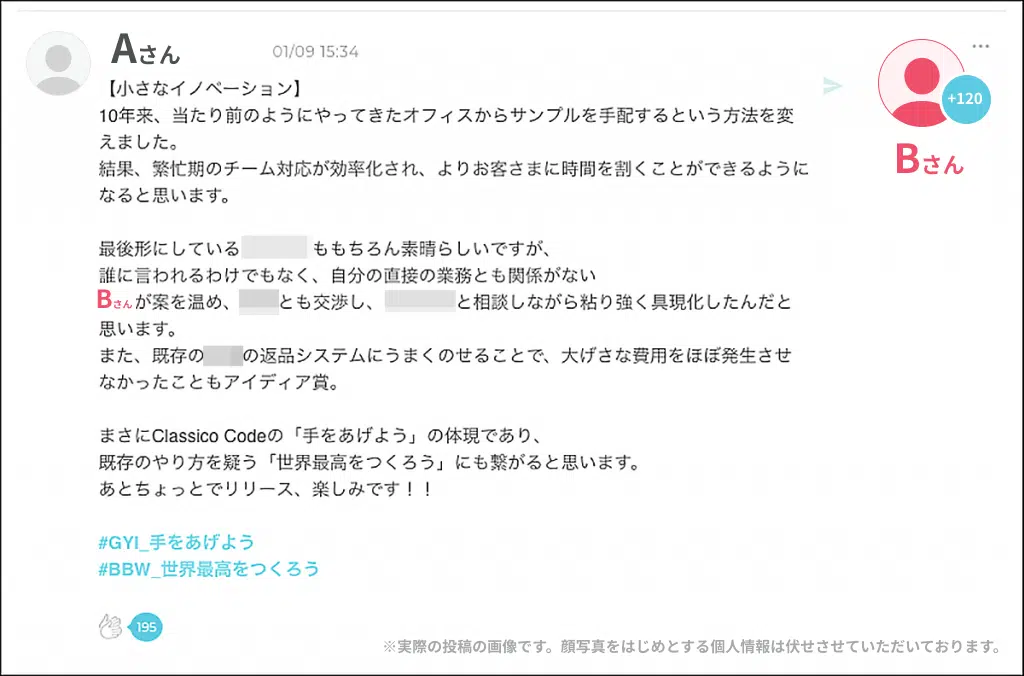 Aさん
01/09 15:34
+120
Bさん
【小さなイノベーション】
10年来、当たり前のようにやってきたオフィスからサンプルを手配するという方法を変
えました。
結果、繁忙期のチーム対応が効率化され、よりお客さまに時間を割くことができるように
なると思います。
最後形にしている ももちろん素晴らしいですが、
誰に言われるわけでもなく、自分の直接の業務とも関係がない
Bさんが案を温め、 とも交渉し、 と相談しながら粘り強く具現化したんだと
思います。
また、既存の の返品システムにうまくのせることで、大げさな費用をほぼ発生させ
なかったこともアイディア賞。
まさにClassico Codeの「手をあげよう」の体現であり、
既存のやり方を疑う「世界最高をつくろう」にも繋がると思います。
あとちょっとでリリース、楽しみです！！
#GYI_手をあげよう
#BBW_世界最高をつくろう
195
※実際の投稿の画像です。顔写真をはじめとする個人情報は伏せさせていただいております。